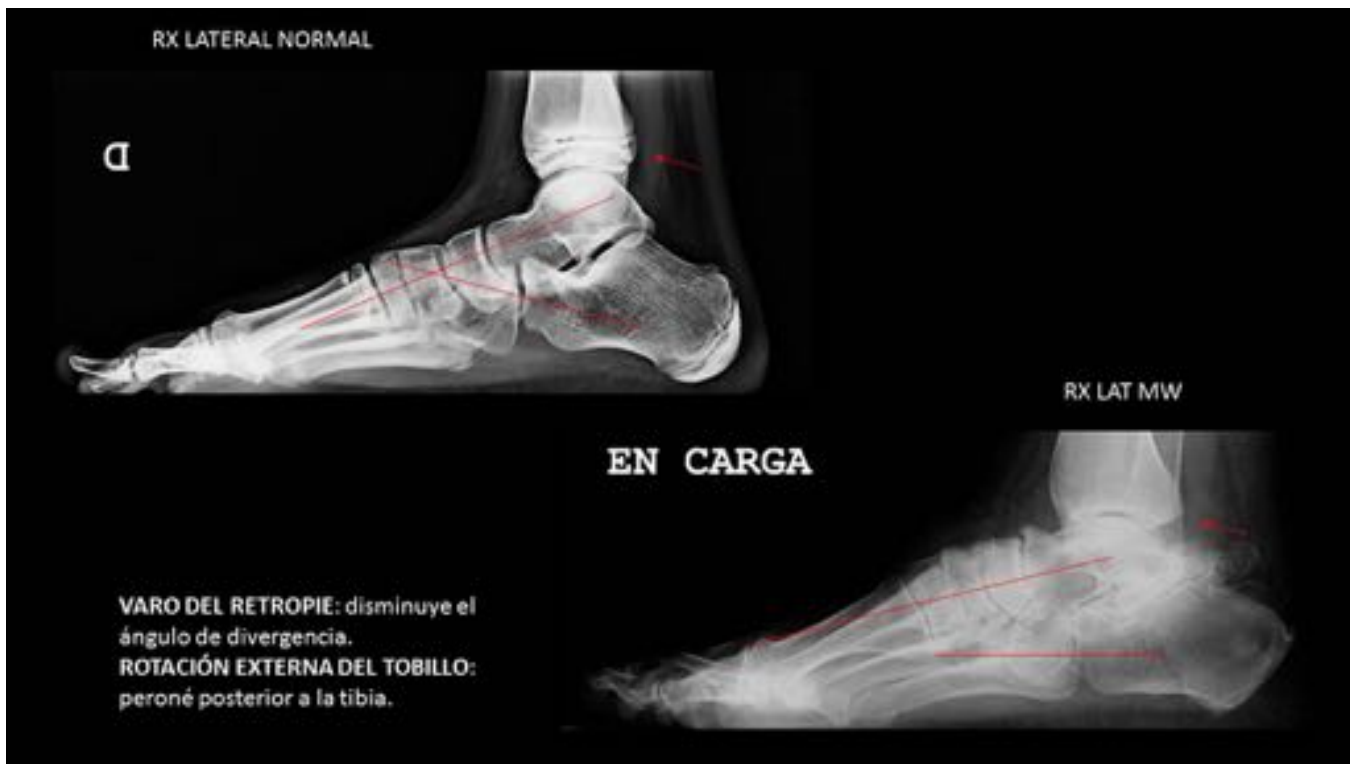 RX LATERAL NORMAL
D
RX LAT MW
EN CARGA
VARO DEL RETROPIE: disminuye el
ángulo de divergencia.
ROTACIÓN EXTERNA DEL TOBILLO:
peroné posterior a la tibia.